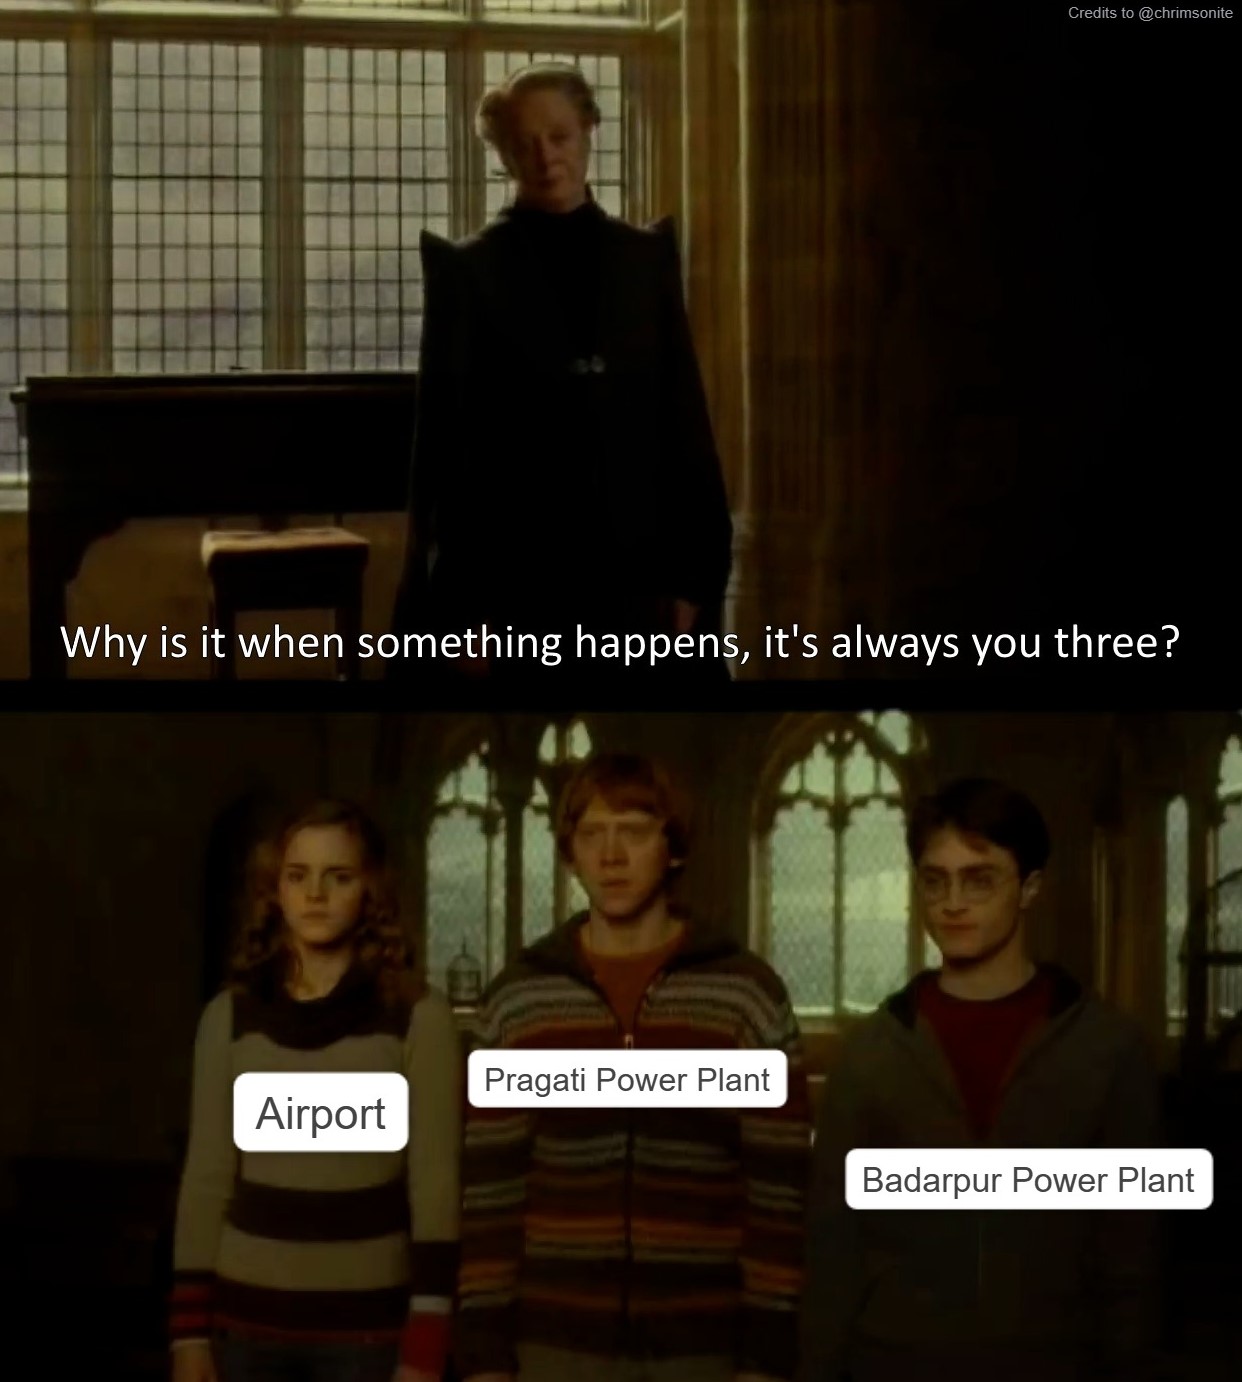 Credits to @chrimsonite
Why is it when something happens, it's always you three?
Airport
Pragati Power Plant
Badarpur Power Plant